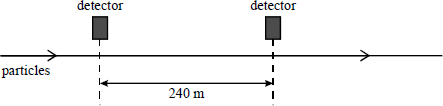 detector
detector
particles
240 m